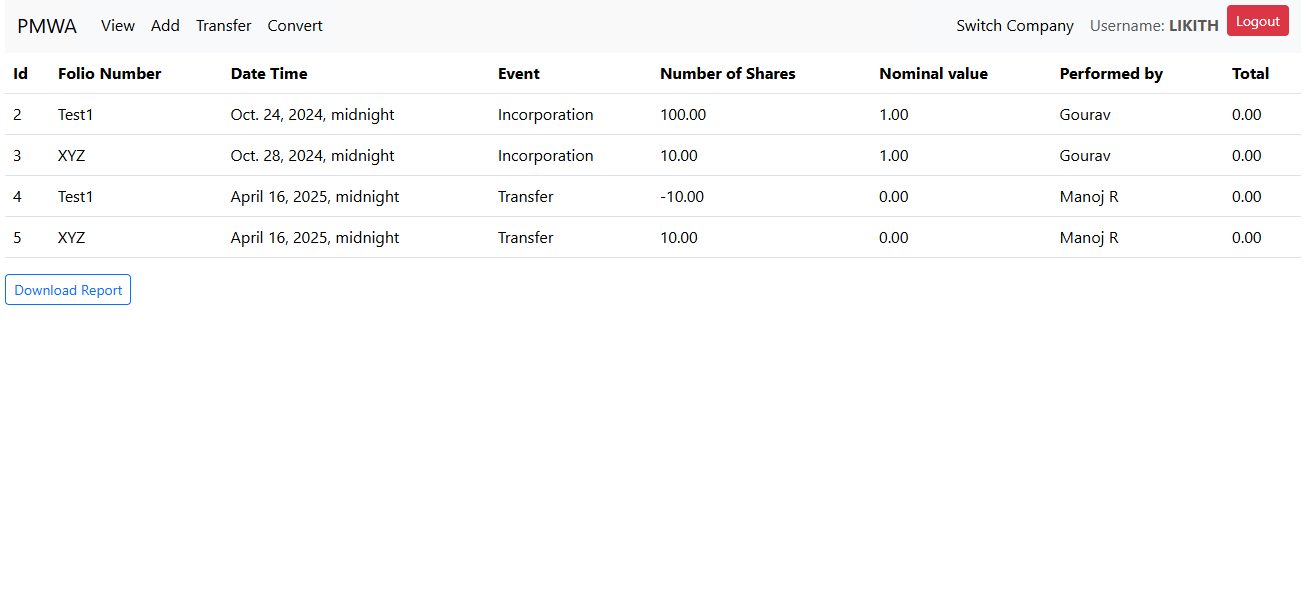 PMWA View Add Transfer Convert Switch Company Username: LIKITH Logout
Id Folio Number Date Time Event Number of Shares Nominal value Performed by Total
2 Test1 Oct. 24, 2024, midnight Incorporation 100.00 1.00 Gourav 0.00
3 XYZ Oct. 28, 2024, midnight Incorporation 10.00 1.00 Gourav 0.00
4 Test1 April 16, 2025, midnight Transfer -10.00 0.00 Manoj R 0.00
5 XYZ April 16, 2025, midnight Transfer 10.00 0.00 Manoj R 0.00
Download Report